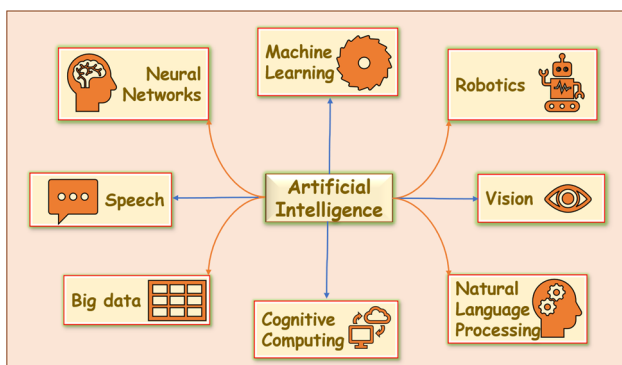 Neural
Networks
Machine
Learning
Robotics
Speech
Artificial
Intelligence
Vision
Big data
Cognitive
Computing
Natural
Language
Processing